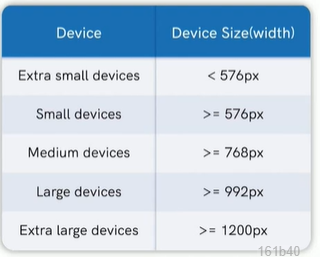 Device Device Size(width)
Extra small devices < 576px
Small devices >= 576px
Medium devices >= 768px
Large devices >= 992px
Extra large devices >= 1200px
161b40